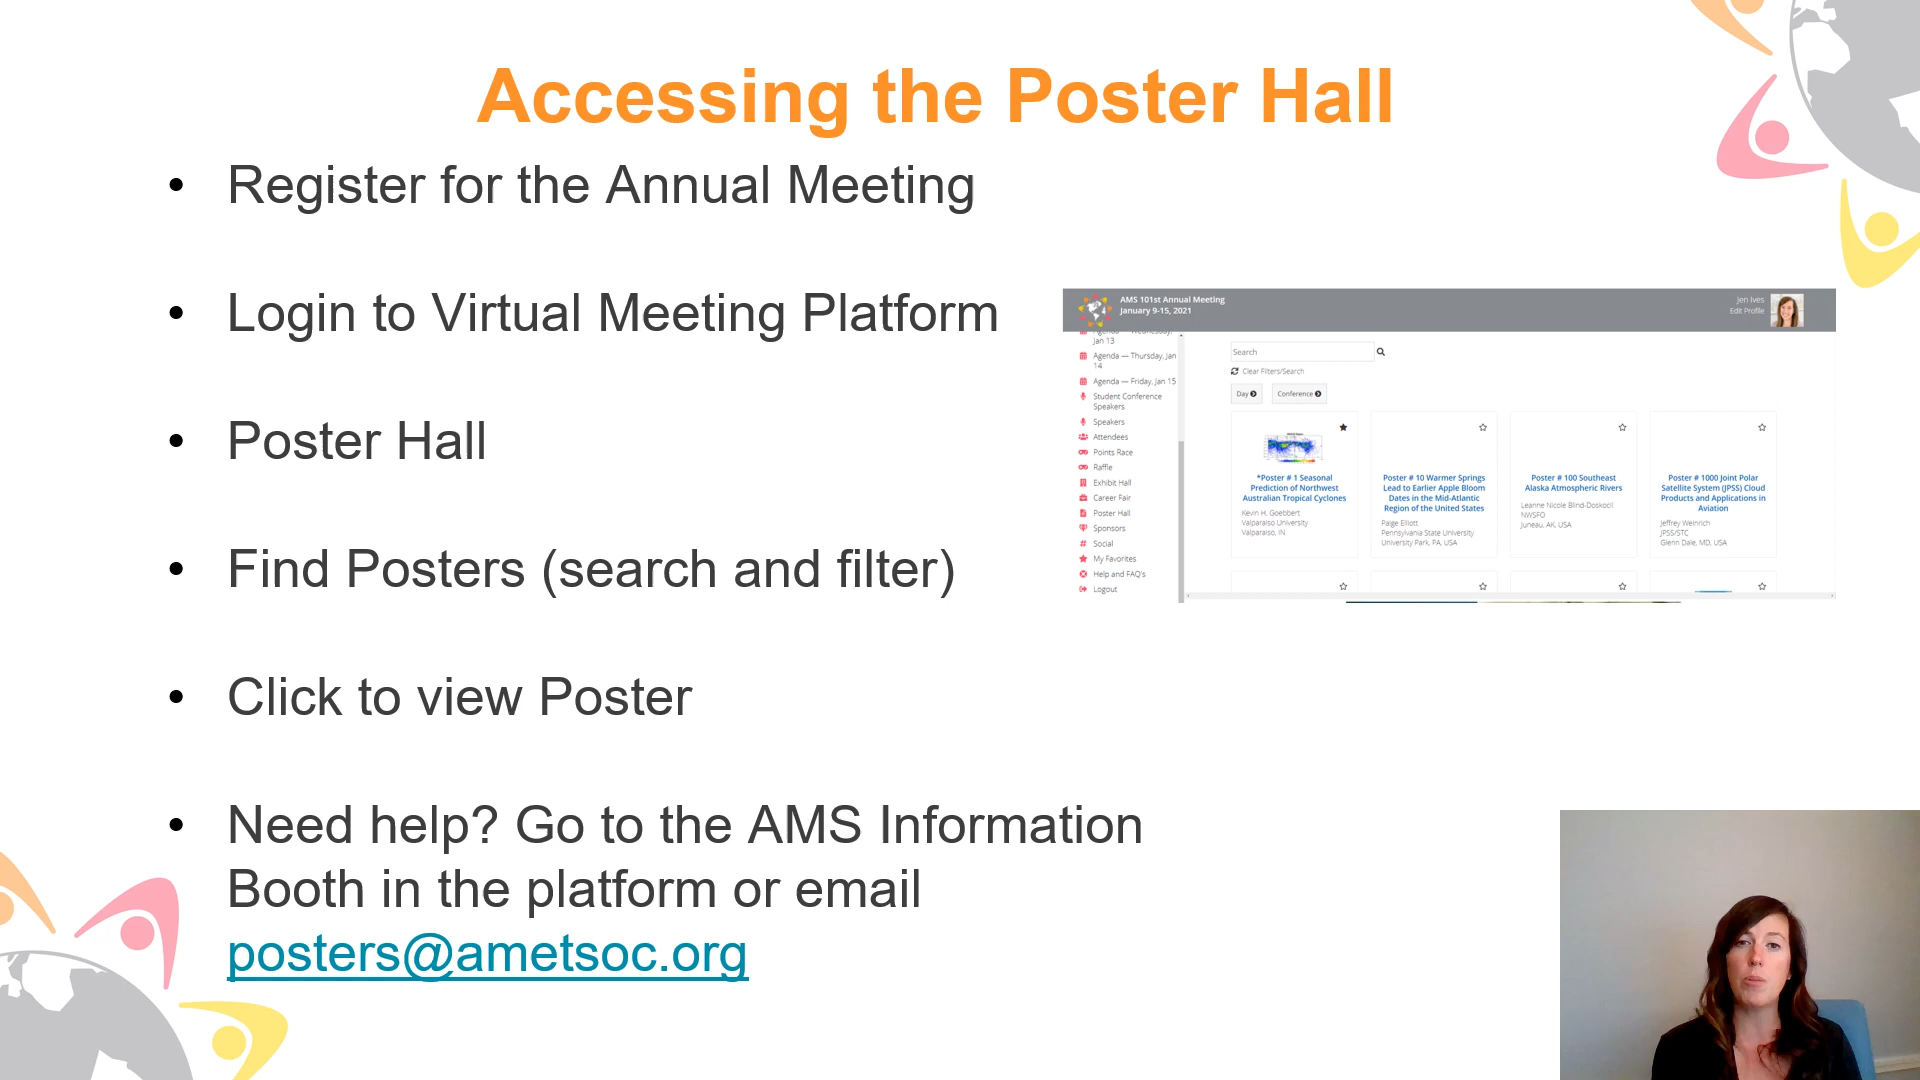 Accessing the Poster Hall
• Register for the Annual Meeting
• Login to Virtual Meeting Platform
• Poster Hall
• Find Posters (search and filter)
• Click to view Poster
• Need help? Go to the AMS Information
Booth in the platform or email
posters@ametsoc.org
AMS 101st Annual Meeting
January 9-15, 2021
Jen Ives
Edit Profile
Agenda — Wednesday,
Jan 13
Agenda — Thursday, Jan
14
Agenda — Friday, Jan 15
Student Conference
Speakers
Speakers
Attendees
Points Race
Raffle
Exhibit Hall
Career Fair
Poster Hall
Sponsors
Social
My Favorites
Help and FAQ's
Logout
Search
Clear Filters/Search
Day
Conference
*Poster # 1 Seasonal
Prediction of Northwest
Australian Tropical Cyclones
Kevin H. Goebbert
Valparaiso University
Valparaiso, IN
Poster # 10 Warmer Springs
Lead to Earlier Apple Bloom
Dates in the Mid-Atlantic
Region of the United States
Paige Elliott
Pennsylvania State University
University Park, PA, USA
Poster # 100 Southeast
Alaska Atmospheric Rivers
Leanne Nicole Blind-Doskocil
NWSFO
Juneau, AK, USA
Poster # 1000 Joint Polar
Satellite System (JPSS) Cloud
Products and Applications in
Aviation
Jeffrey Weinrich
JPSS/STC
Glenn Dale, MD, USA